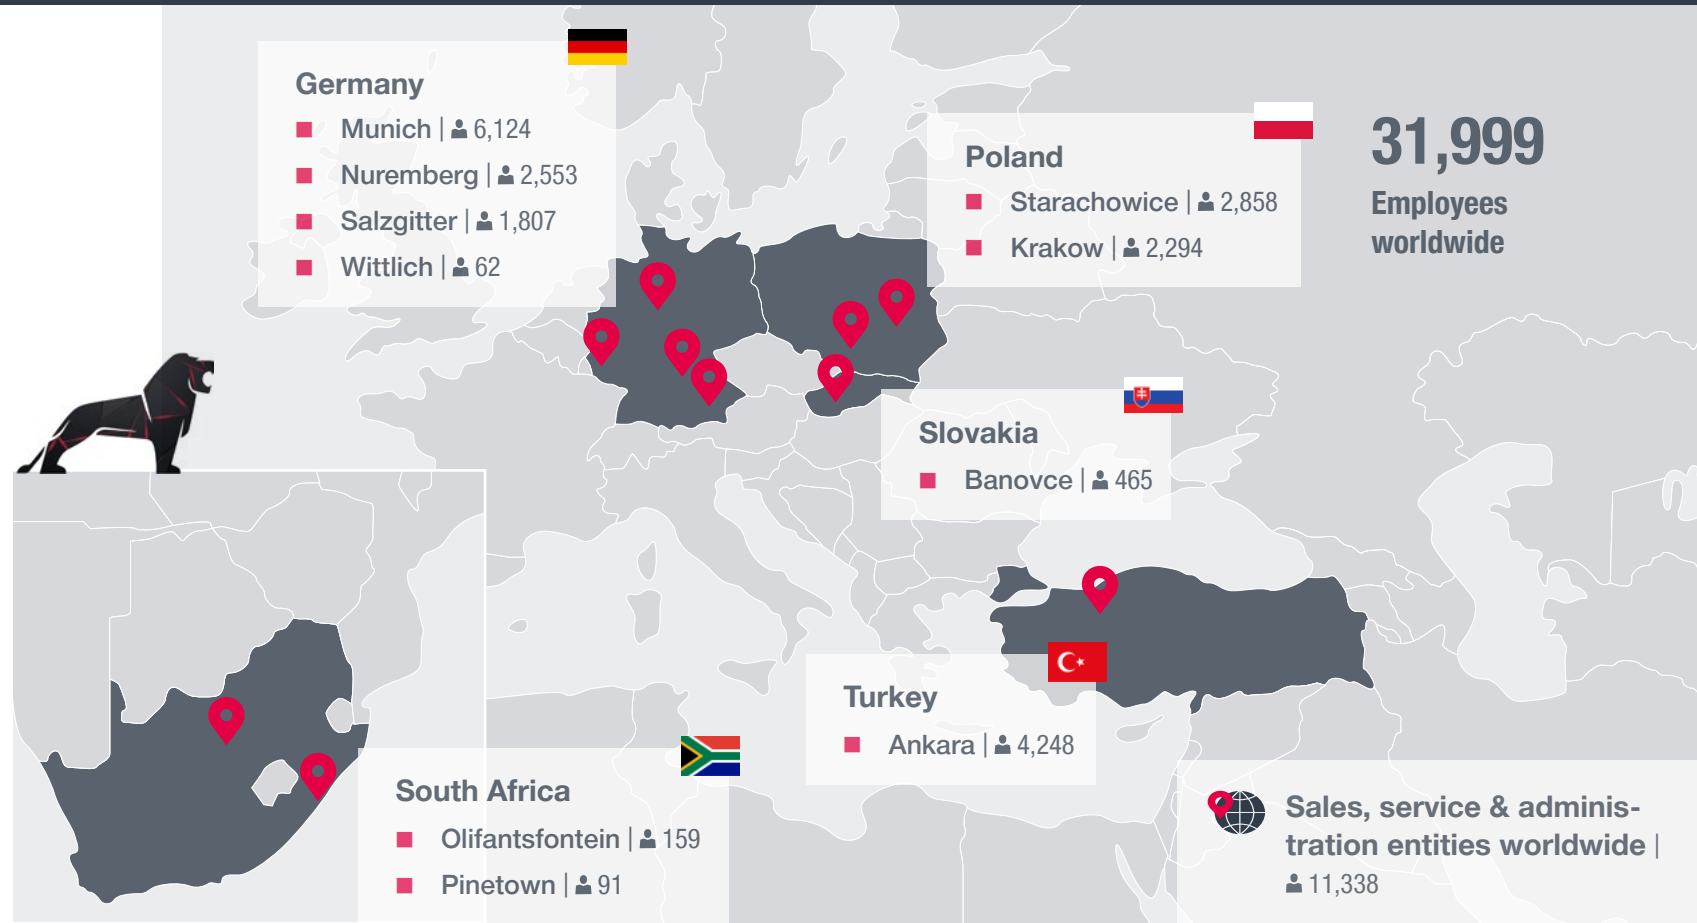 Germany
Munich | 6,124
Nuremberg | 2,553
Salzgitter | 1,807
Wittlich | 62
Poland
Starachowice | 2,858
Krakow | 2,294
31,999
Employees
worldwide
Slovakia
Banovce | 465
Turkey
Ankara | 4,248
South Africa
Olifantsfontein | 159
Pinetown | 91
Sales, service & adminis-
tration entities worldwide |
11,338